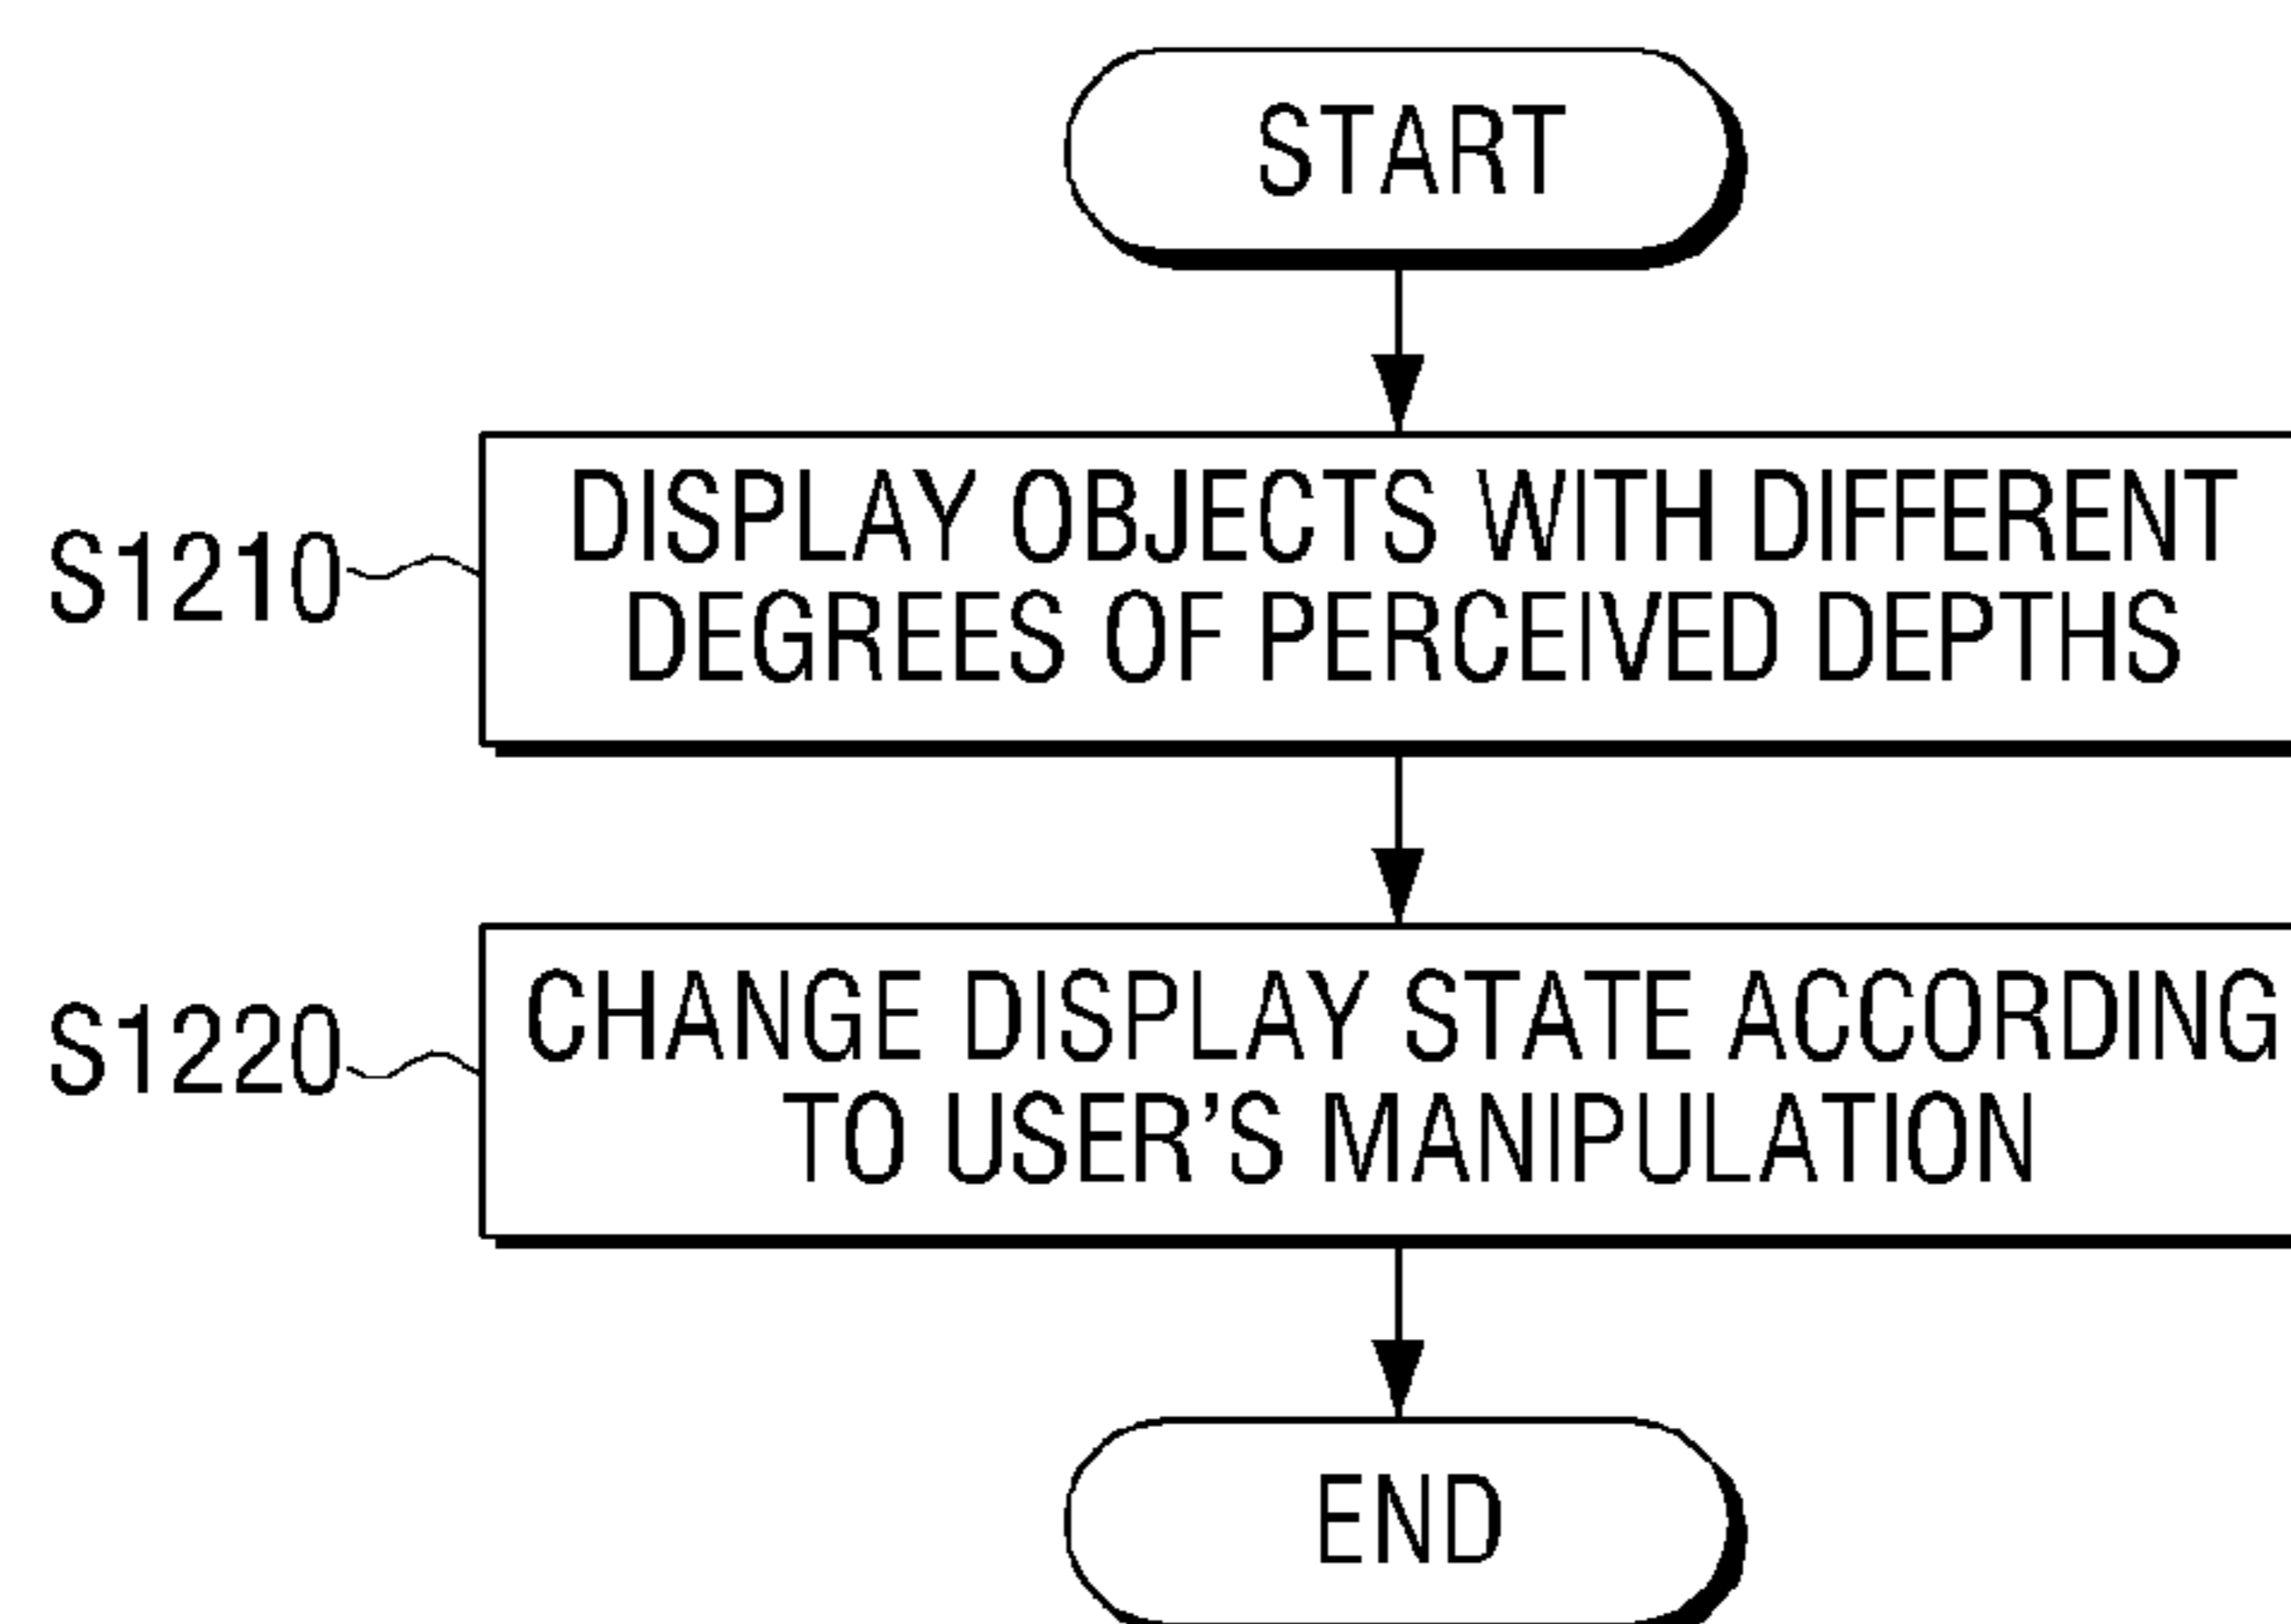 START
S1210
DISPLAY OBJECTS WITH DIFFERENT
DEGREES OF PERCEIVED DEPTHS
S1220
CHANGE DISPLAY STATE ACCORDING
TO USER'S MANIPULATION
END